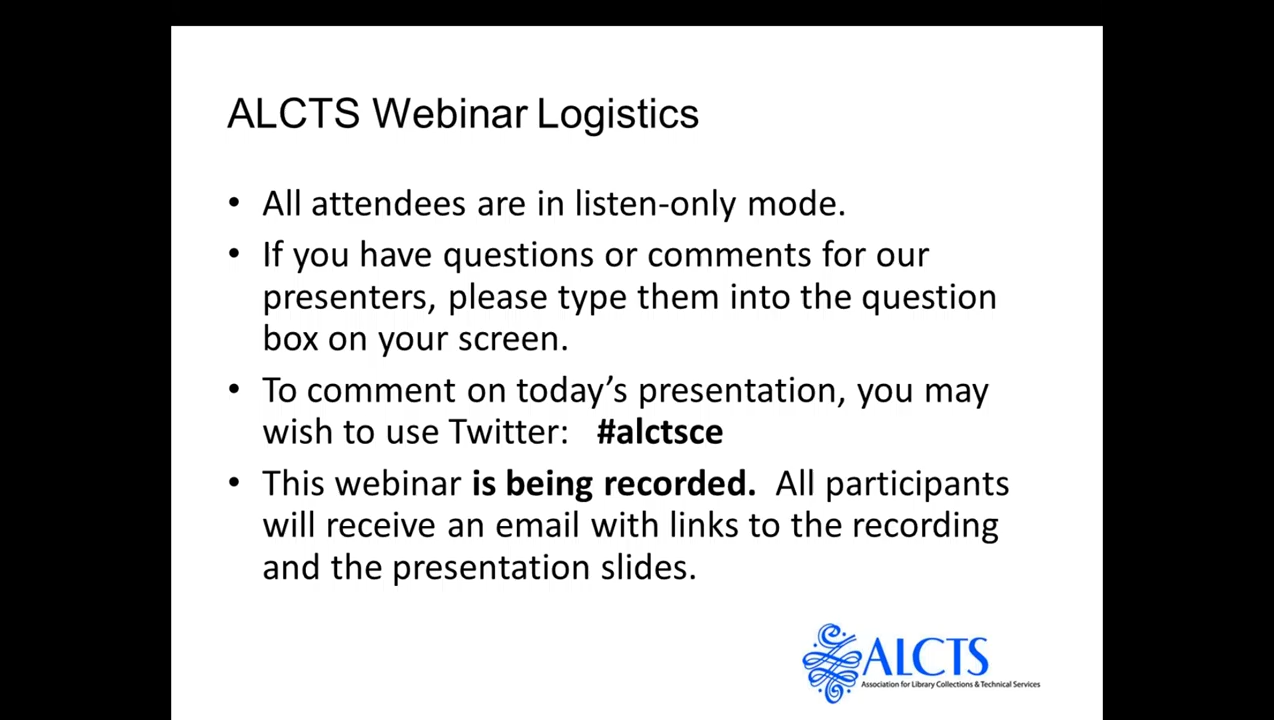 ALCTS Webinar Logistics
• All attendees are in listen-only mode.
• If you have questions or comments for our
presenters, please type them into the question
box on your screen.
• To comment on today’s presentation, you may
wish to use Twitter: #alctsce
• This webinar is being recorded. All participants
will receive an email with links to the recording
and the presentation slides.
ALCTS
Association for Library Collections & Technical Services